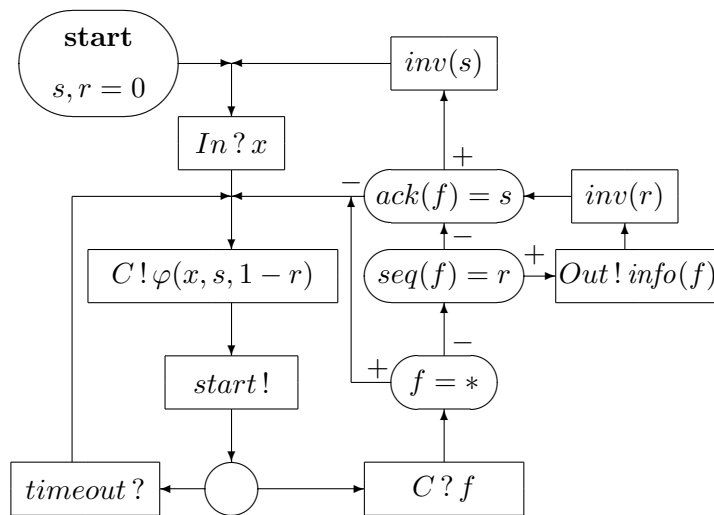 start
s, r = 0
inv(s)
In ? x
+
−
ack(f) = s
inv(r)
−
+
C ! φ(x, s, 1 − r)
seq(f) = r
Out ! info(f)
−
+
start !
f = ∗
timeout ?
C ? f